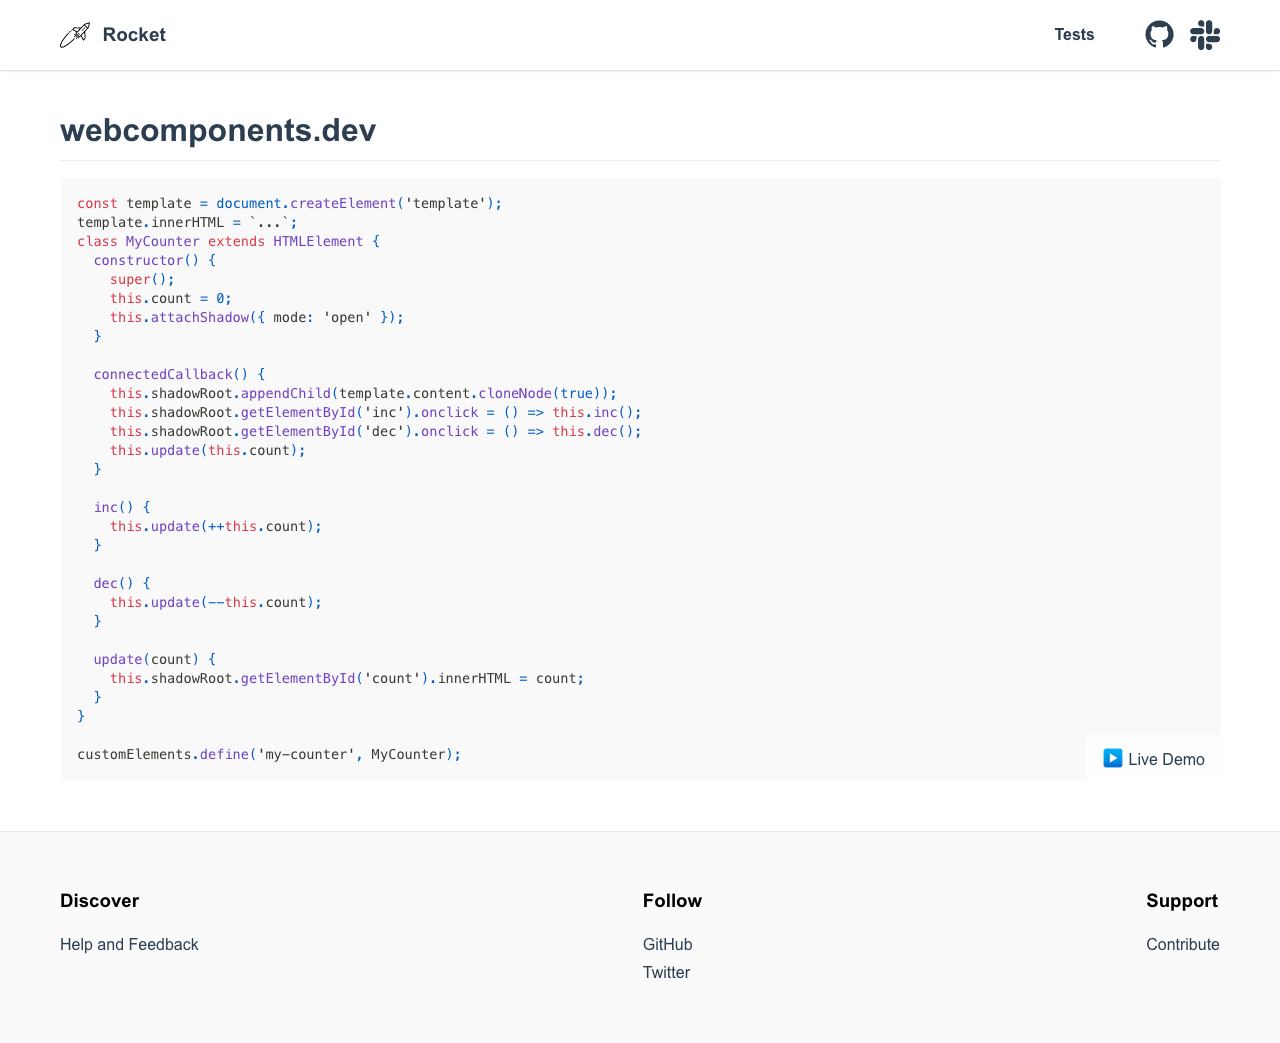 Rocket
Tests
webcomponents.dev
const template = document.createElement('template');
template.innerHTML = `...`;
class MyCounter extends HTMLElement {
  constructor() {
    super();
    this.count = 0;
    this.attachShadow({ mode: 'open' });
  }

  connectedCallback() {
    this.shadowRoot.appendChild(template.content.cloneNode(true));
    this.shadowRoot.getElementById('inc').onclick = () => this.inc();
    this.shadowRoot.getElementById('dec').onclick = () => this.dec();
    this.update(this.count);
  }

  inc() {
    this.update(++this.count);
  }

  dec() {
    this.update(--this.count);
  }

  update(count) {
    this.shadowRoot.getElementById('count').innerHTML = count;
  }
}

customElements.define('my-counter', MyCounter);
Live Demo
Discover
Help and Feedback
Follow
GitHub
Twitter
Support
Contribute